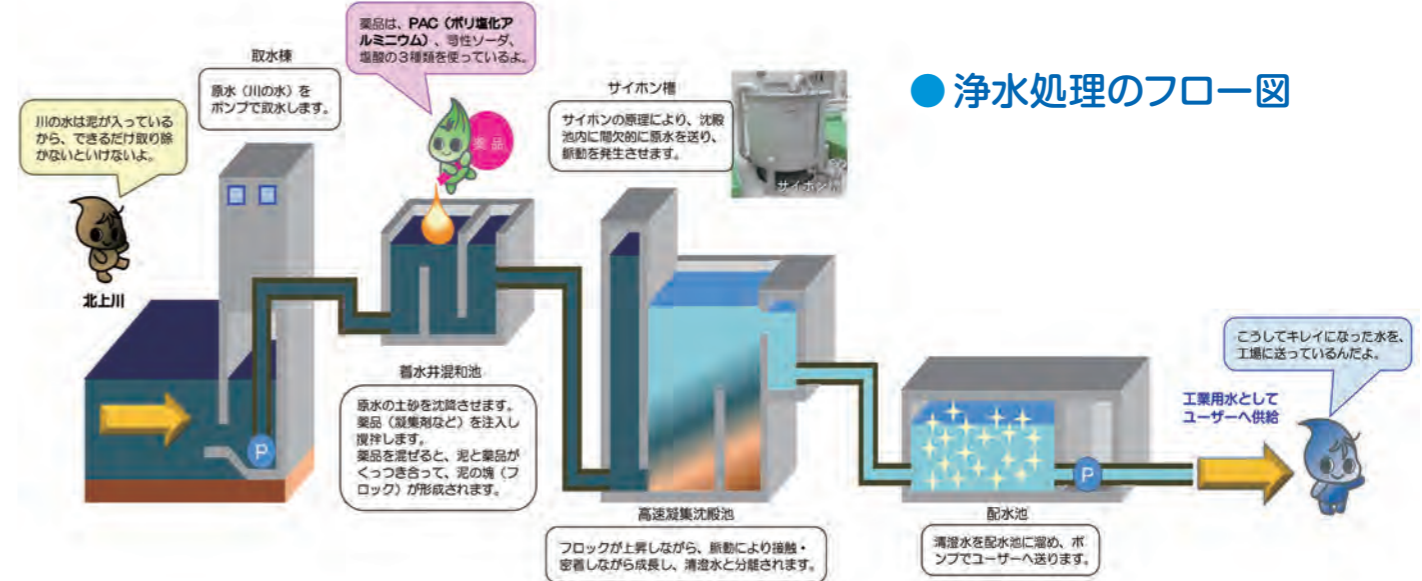 ● 浄水処理のフロー図
川の水は泥が入っている
から、できるだけ取り除
かないといけないよ。
北上川
取水棟
原水（川の水）を
ポンプで取水します。
P
薬品は、PAC（ポリ塩化ア
ルミニウム）、苛性ソーダ、
塩酸の３種類を使っているよ。
薬品
着水井混和池
原水の土砂を沈降させます。
薬品（凝集剤など）を注入し
撹拌します。
薬品を混ぜると、泥と薬品が
くっつき合って、泥の塊（フ
ロック）が形成されます。
サイホン槽
サイホンの原理により、沈殿
池内に間欠的に原水を送り、
脈動を発生させます。
サイホン
高速凝集沈殿池
フロックが上昇しながら、脈動により接触・
密着しながら成長し、清澄水と分離されます。
配水池
清澄水を配水池に溜め、ポ
ンプでユーザーへ送ります。
P
工業用水として
ユーザーへ供給
こうしてキレイになった水を、
工場に送っているんだよ。